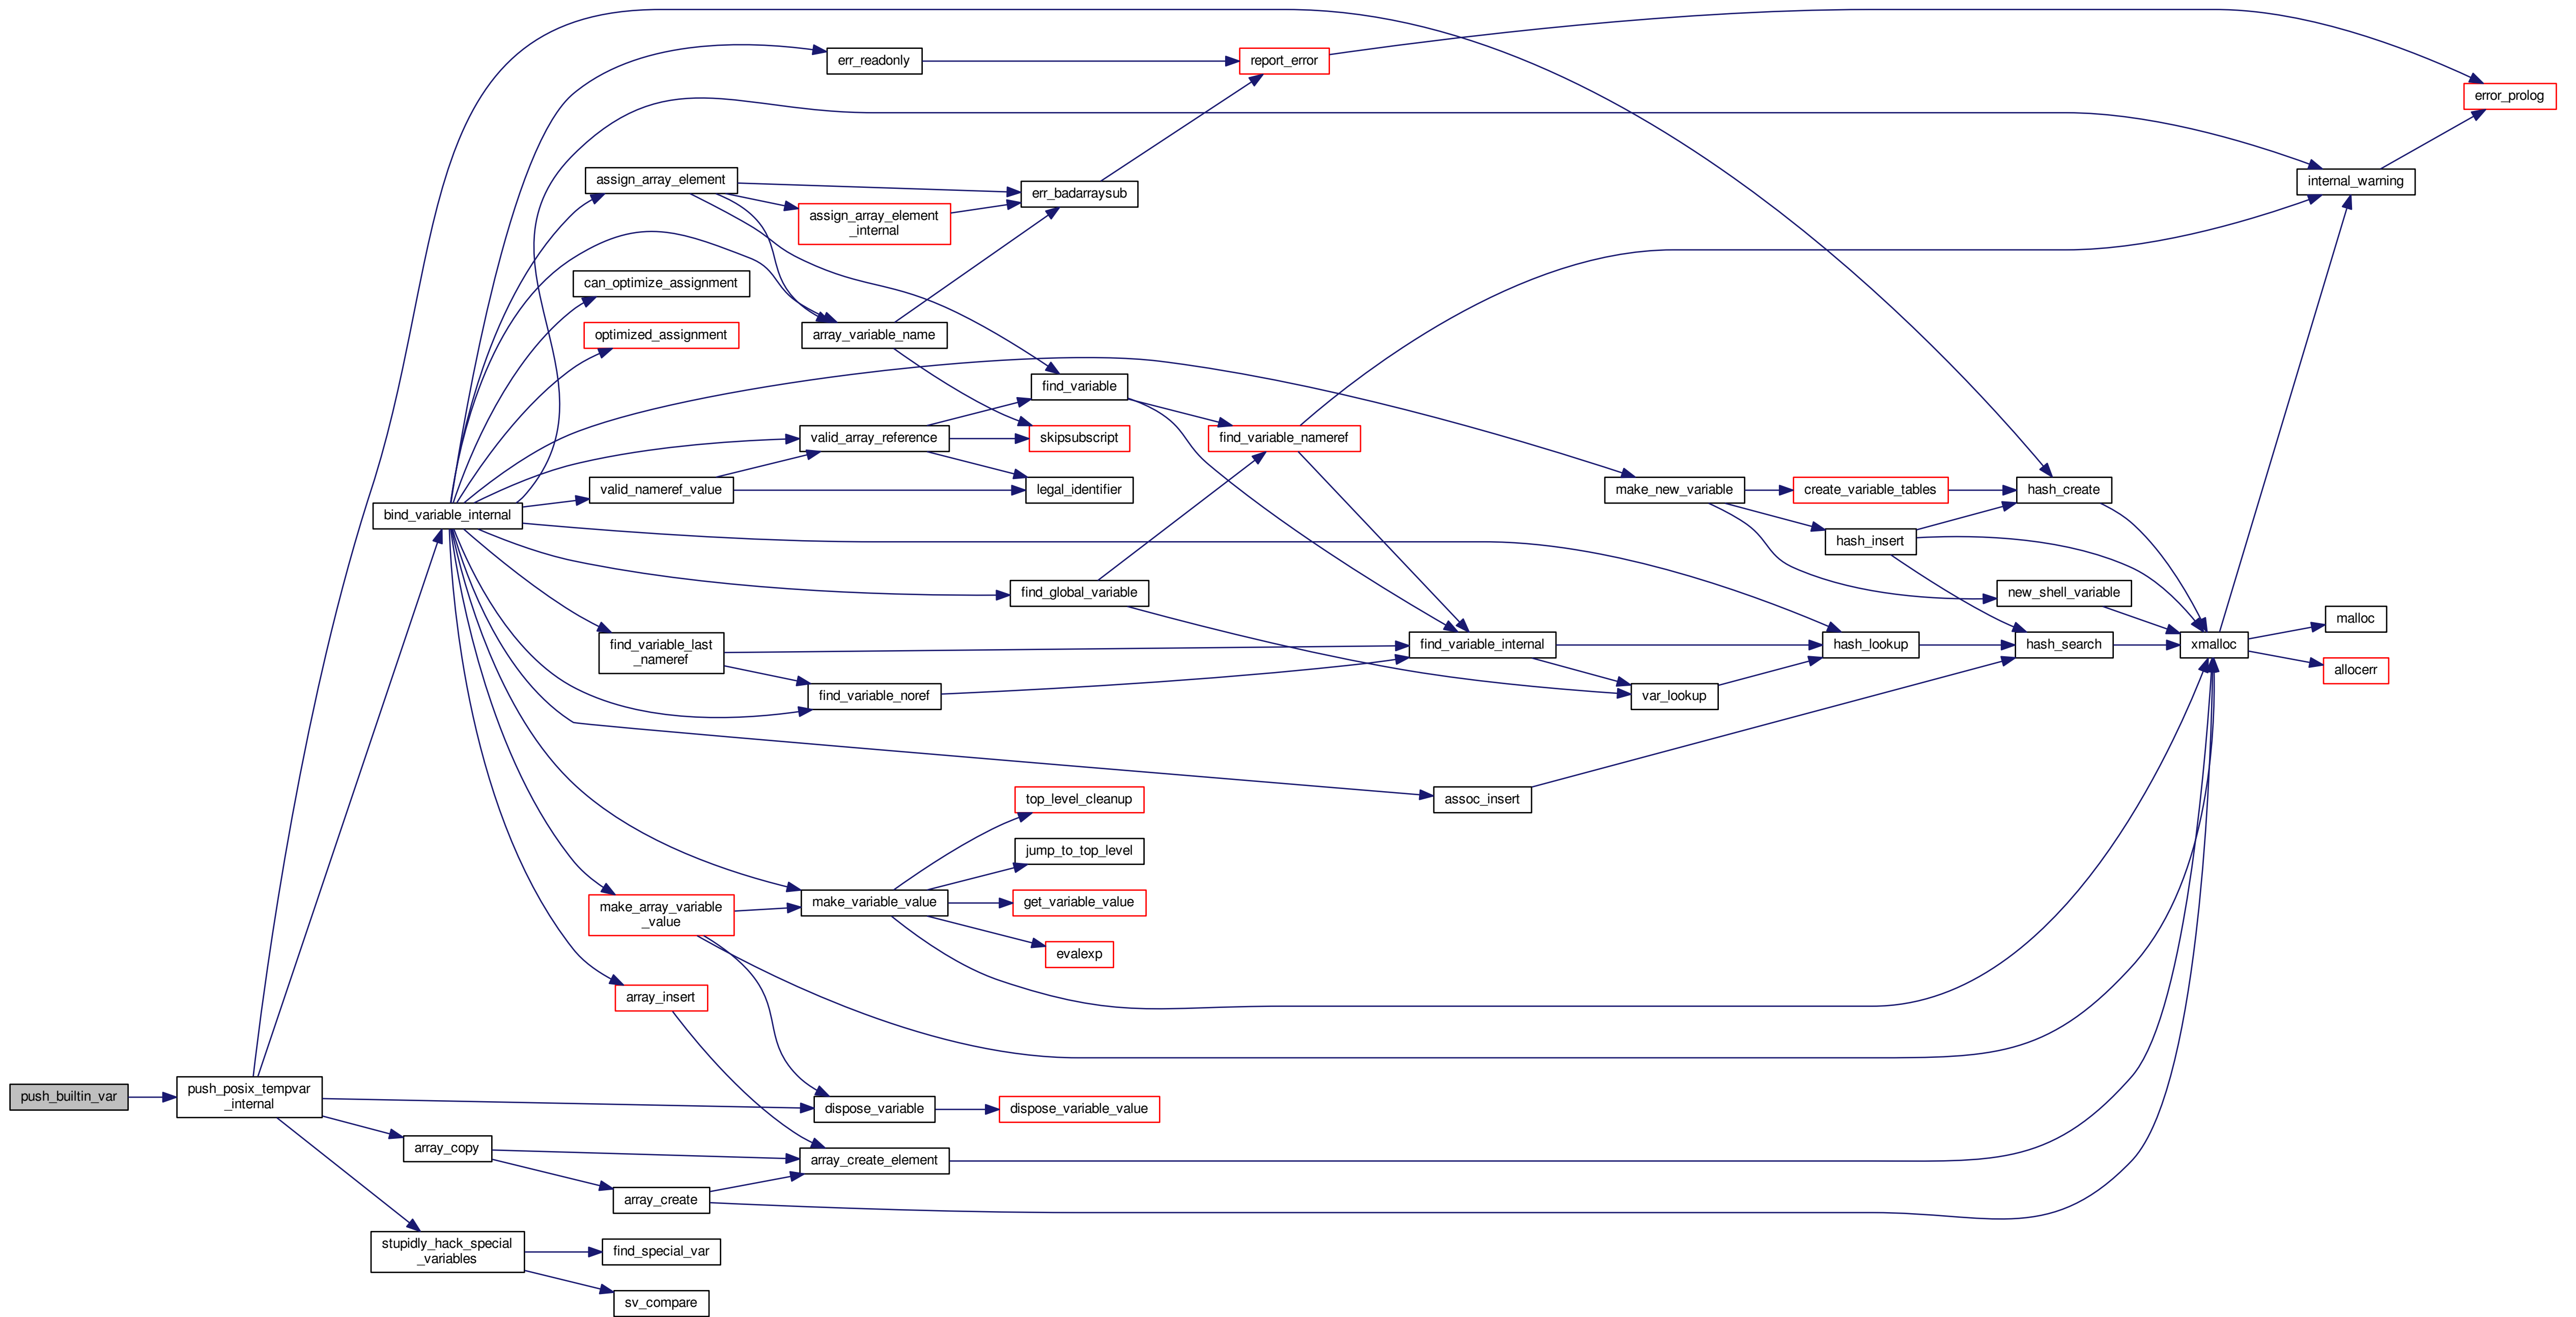 err_readonly
report_error
error_prolog
assign_array_element
internal_warning
err_badarraysub
assign_array_element
_internal
can_optimize_assignment
optimized_assignment
array_variable_name
find_variable
valid_array_reference
skipsubscript
find_variable_nameref
valid_nameref_value
legal_identifier
make_new_variable
create_variable_tables
hash_create
bind_variable_internal
hash_insert
find_global_variable
new_shell_variable
malloc
find_variable_last
_nameref
find_variable_internal
hash_lookup
hash_search
xmalloc
allocerr
find_variable_noref
var_lookup
top_level_cleanup
assoc_insert
jump_to_top_level
make_variable_value
get_variable_value
make_array_variable
_value
evalexp
array_insert
push_builtin_var
push_posix_tempvar
_internal
dispose_variable
dispose_variable_value
array_copy
array_create_element
array_create
stupidly_hack_special
_variables
find_special_var
sv_compare